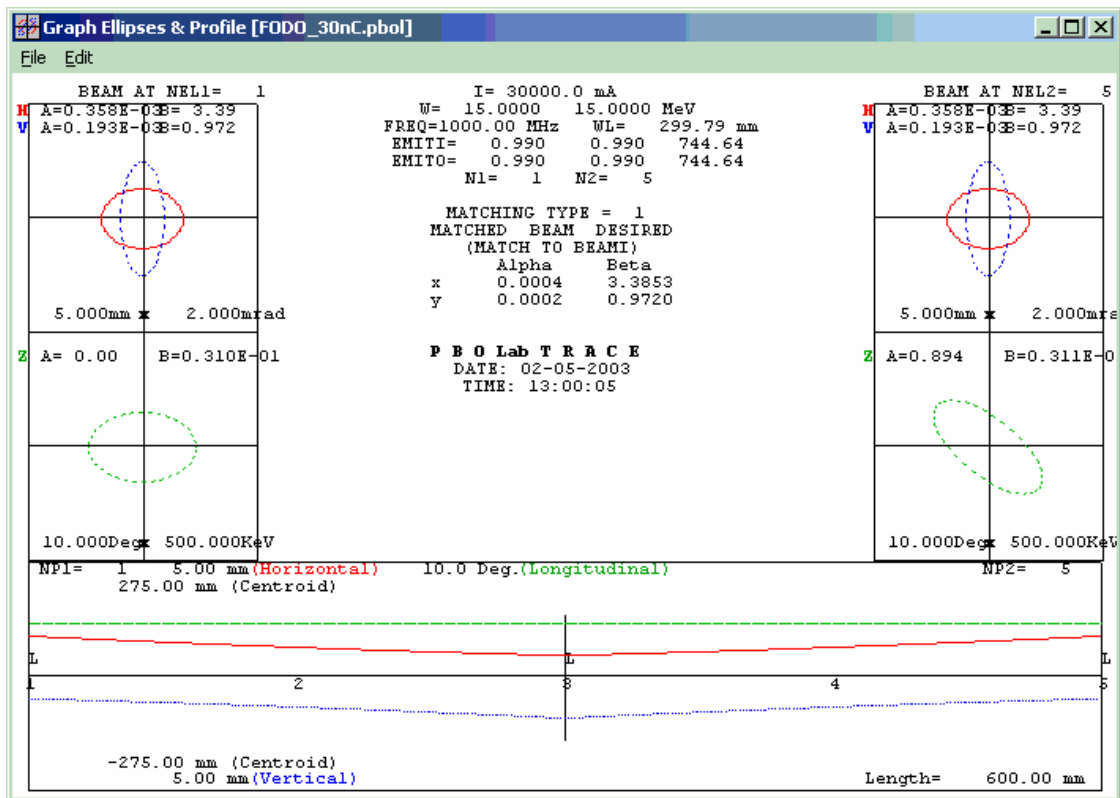 Graph Ellipses & Profile [FODO_30nC.pbol]
File Edit
BEAM AT NEL1= 1
H A=0.358E-03B= 3.39
V A=0.193E-03B=0.972
5.000mm x 2.000mrad
Z A= 0.00 B=0.310E-01
10.000Deg x 500.000KeV
I= 30000.0 mA
W= 15.0000 15.0000 MeV
FREQ=1000.00 MHz WL= 299.79 mm
EMITI= 0.990 0.990 744.64
EMITO= 0.990 0.990 744.64
N1= 1 N2= 5
MATCHING TYPE = 1
MATCHED BEAM DESIRED
(MATCH TO BEAMI)
Alpha Beta
x 0.0004 3.3853
y 0.0002 0.9720
P B O Lab T R A C E
DATE: 02-05-2003
TIME: 13:00:05
BEAM AT NEL2= 5
H A=0.358E-03B= 3.39
V A=0.193E-03B=0.972
5.000mm x 2.000mra
Z A=0.894 B=0.311E-0
10.000Deg x 500.000KeV
NP1= 1 5.00 mm(Horizontal) 10.0 Deg.(Longitudinal) NP2= 5
275.00 mm (Centroid)
L L L
1 2 3 4 5
-275.00 mm (Centroid)
5.00 mm(Vertical) Length= 600.00 mm